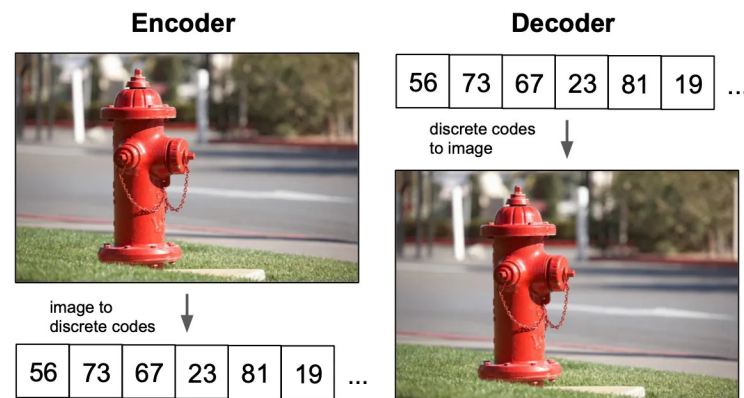 Encoder
image to
discrete codes
56 73 67 23 81 19 ...
Decoder
56 73 67 23 81 19 ...
discrete codes
to image